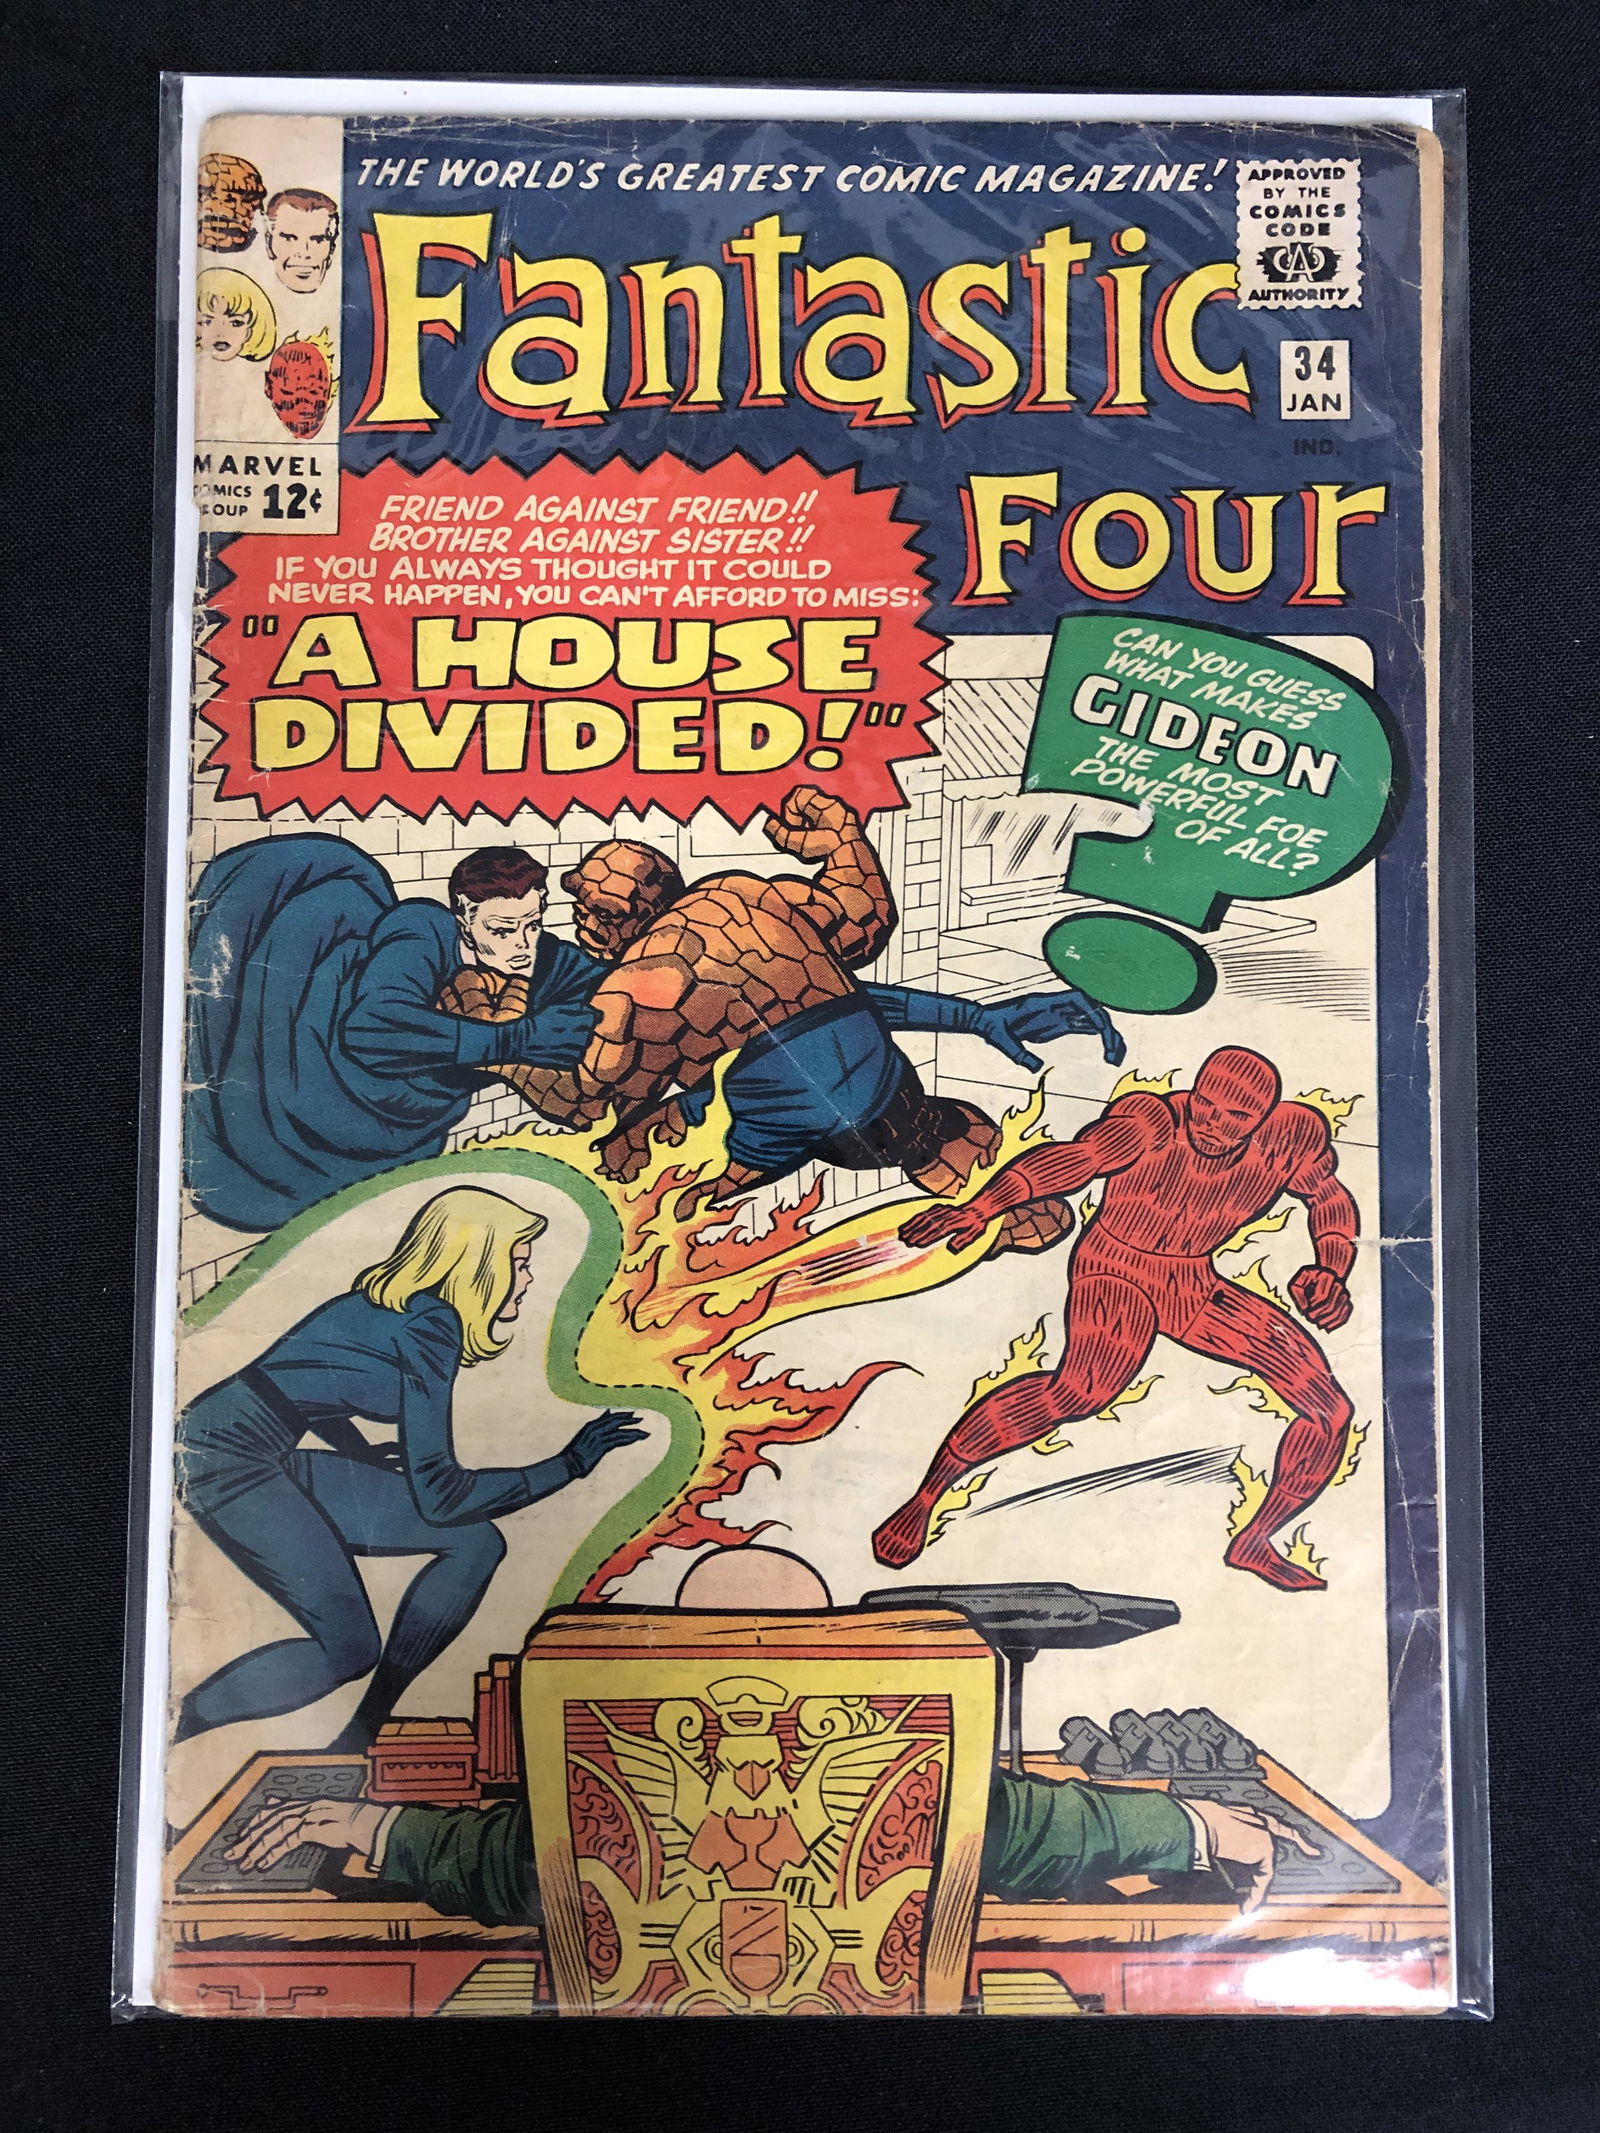 THE WORLD'S GREATEST COMIC MAGAZINE!
APPROVED
BY THE
COMICS
CODE
CA
AUTHORITY
Fantastic
Four
34
JAN
IND.
MARVEL
COMICS
GROUP 12¢
FRIEND AGAINST FRIEND!!
BROTHER AGAINST SISTER!!
IF YOU ALWAYS THOUGHT IT COULD
NEVER HAPPEN, YOU CAN'T AFFORD TO MISS:
"A HOUSE
DIVIDED!"
CAN YOU GUESS
WHAT MAKES
GIDEON
THE MOST
POWERFUL FOE
OF ALL?